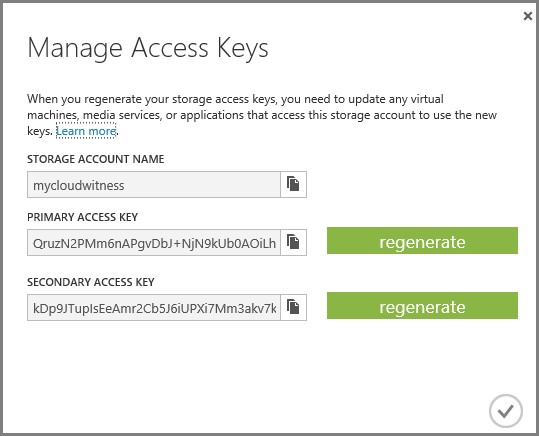 Manage Access Keys
When you regenerate your storage access keys, you need to update any virtual
machines, media services, or applications that access this storage account to use the new
keys. Learn more.
STORAGE ACCOUNT NAME
mycloudwitness
PRIMARY ACCESS KEY
QruzN2PMm6nAPgvDbJ+NjN9kUb0AOiLh
regenerate
SECONDARY ACCESS KEY
kDp9JTupIsEeAmr2Cb5J6iUPXi7Mm3akv7k
regenerate